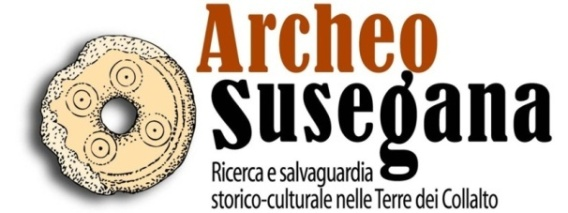 Archeo
Susegana
Ricerca e salvaguardia
storico-culturale nelle Terre dei Collalto